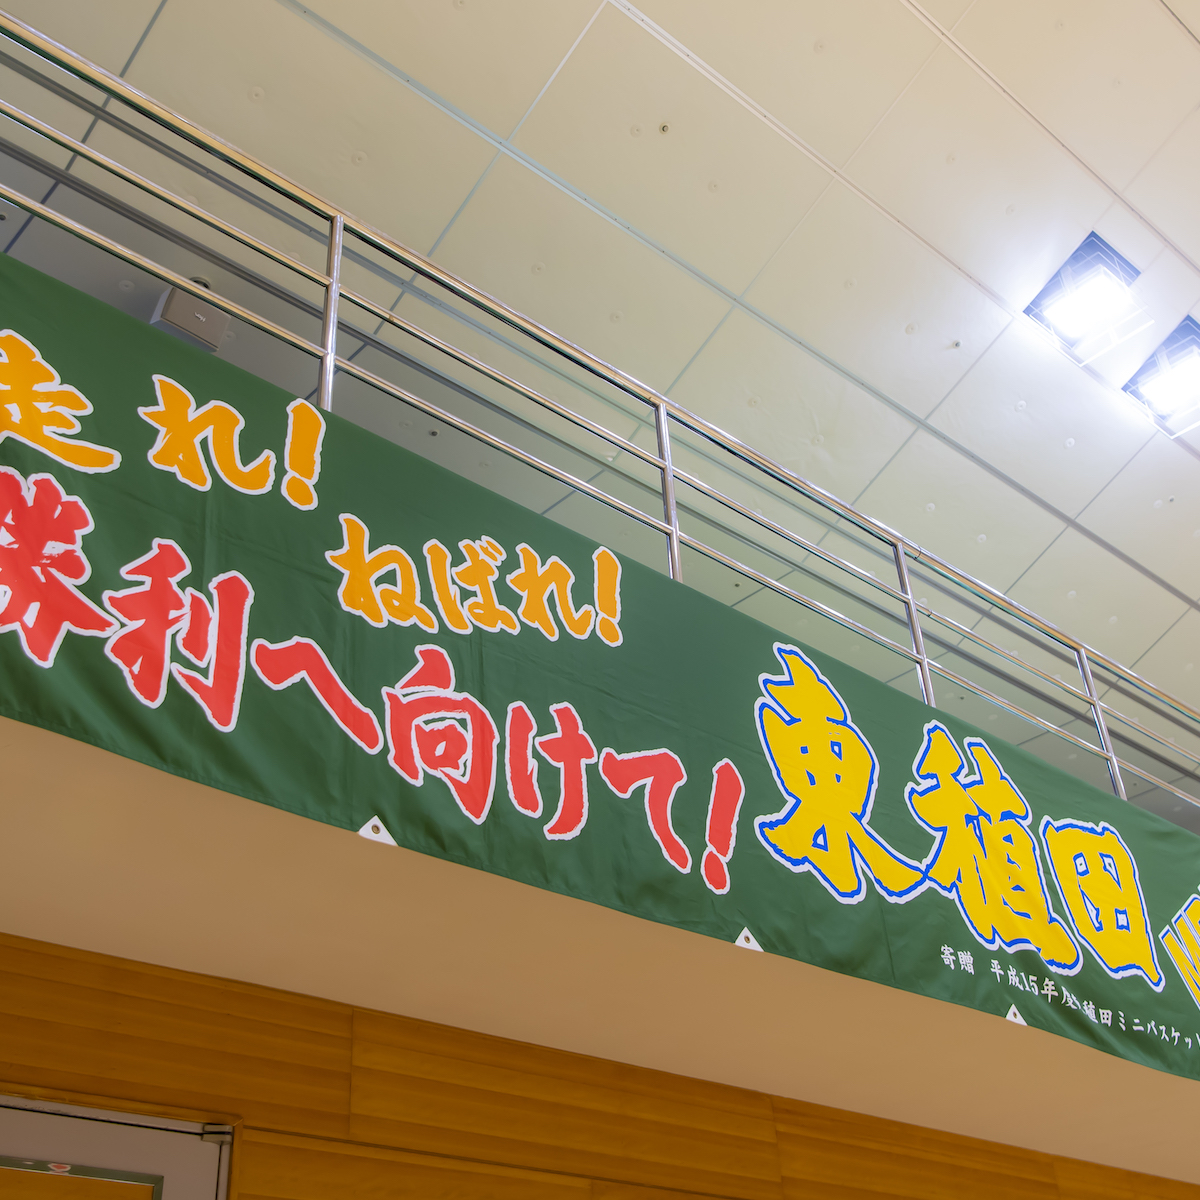 走れ!
ねばれ!
勝利へ向けて!
東植田
寄贈 平成15年度 植田ミニバスケッ